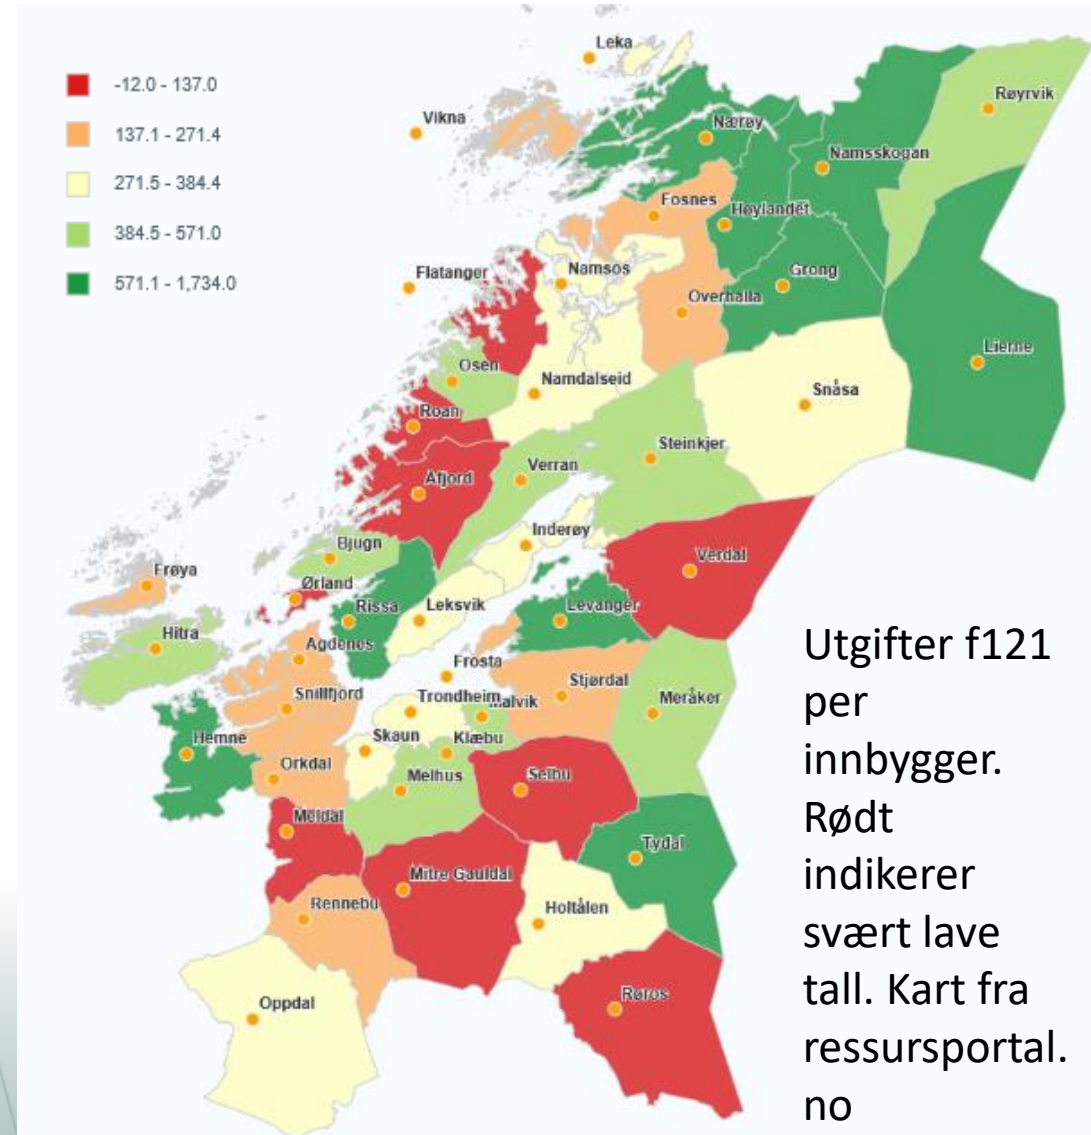 -12.0 - 137.0
137.1 - 271.4
271.5 - 384.4
384.5 - 571.0
571.1 - 1,734.0
Leka
Vikna
Nærøy
Røyrvik
Namsskogan
Fosnes
Høylandet
Flatanger
Namsos
Grong
Overhalla
Lierne
Osen
Namdalseid
Snåsa
Roan
Steinkjer
Åfjord
Verran
Inderøy
Bjugn
Verdal
Frøya
Ørland
Rissa
Leksvik
Levanger
Hitra
Agdenes
Frosta
Stjørdal
Snillfjord
Trondheim
Malvik
Meråker
Hemne
Skaun
Klæbu
Orkdal
Melhus
Selbu
Meldal
Tydal
Mitre Gauldal
Rennebu
Holtålen
Oppdal
Røros
Utgifter f121
per
innbygger.
Rødt
indikerer
svært lave
tall. Kart fra
ressursportal.
no